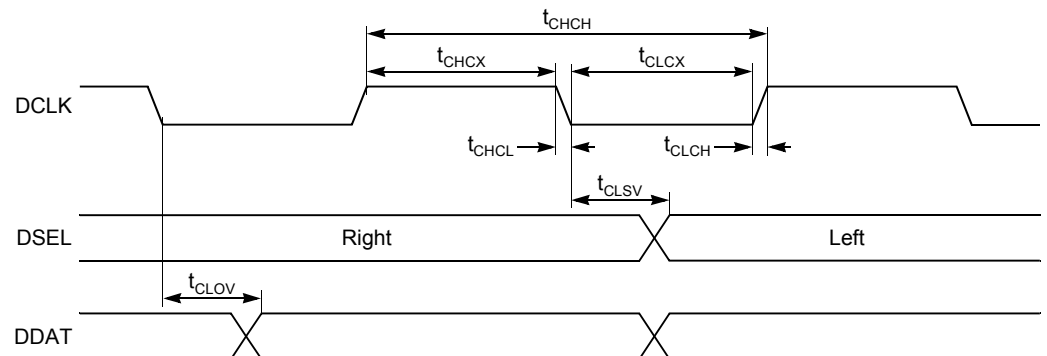 tCHCH
tCHCX tCLCX
DCLK
tCHCL tCLCH
tCLSV
DSEL Right Left
tCLOV
DDAT